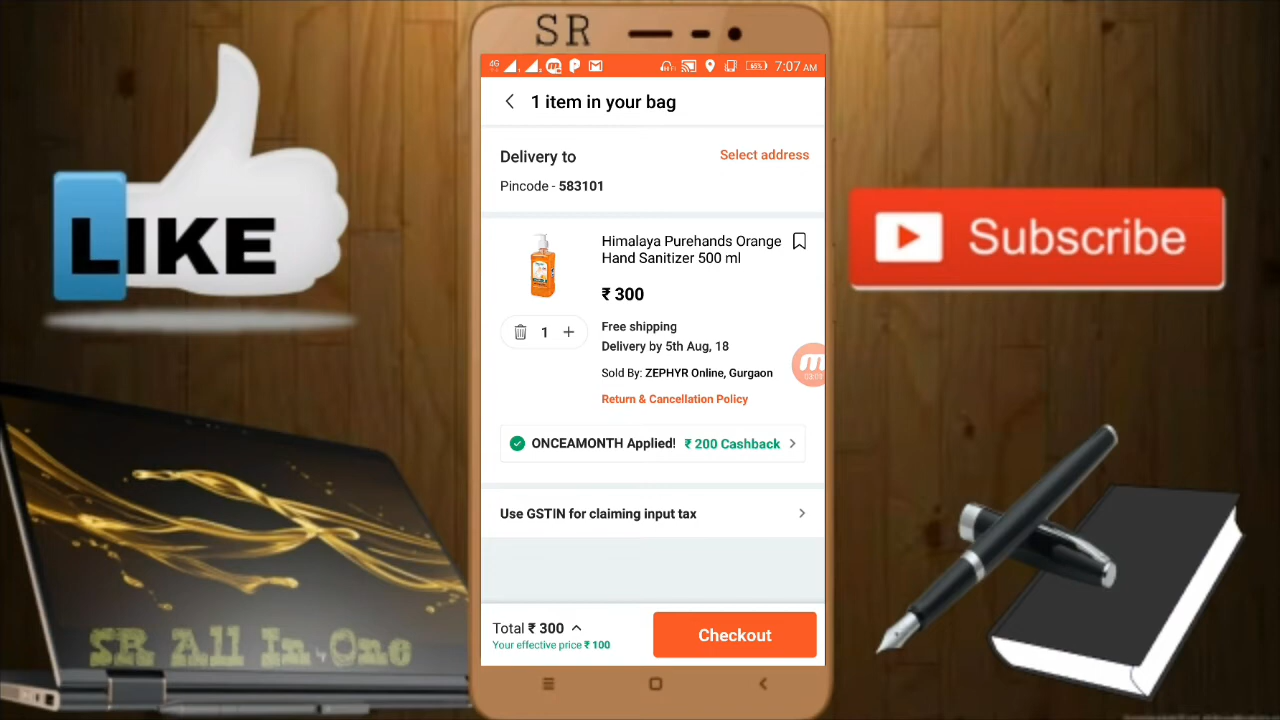 SR
4G
7:07 AM
1 item in your bag
Delivery to
Select address
Pincode - 583101
LIKE
Subscribe
Himalaya Purehands Orange
Hand Sanitizer 500 ml
₹ 300
1
Free shipping
Delivery by 5th Aug, 18
Sold By: ZEPHYR Online, Gurgaon
Return & Cancellation Policy
ONCEAMONTH Applied! ₹ 200 Cashback
Use GSTIN for claiming input tax
Total ₹ 300
Your effective price ₹ 100
Checkout
SR All In One